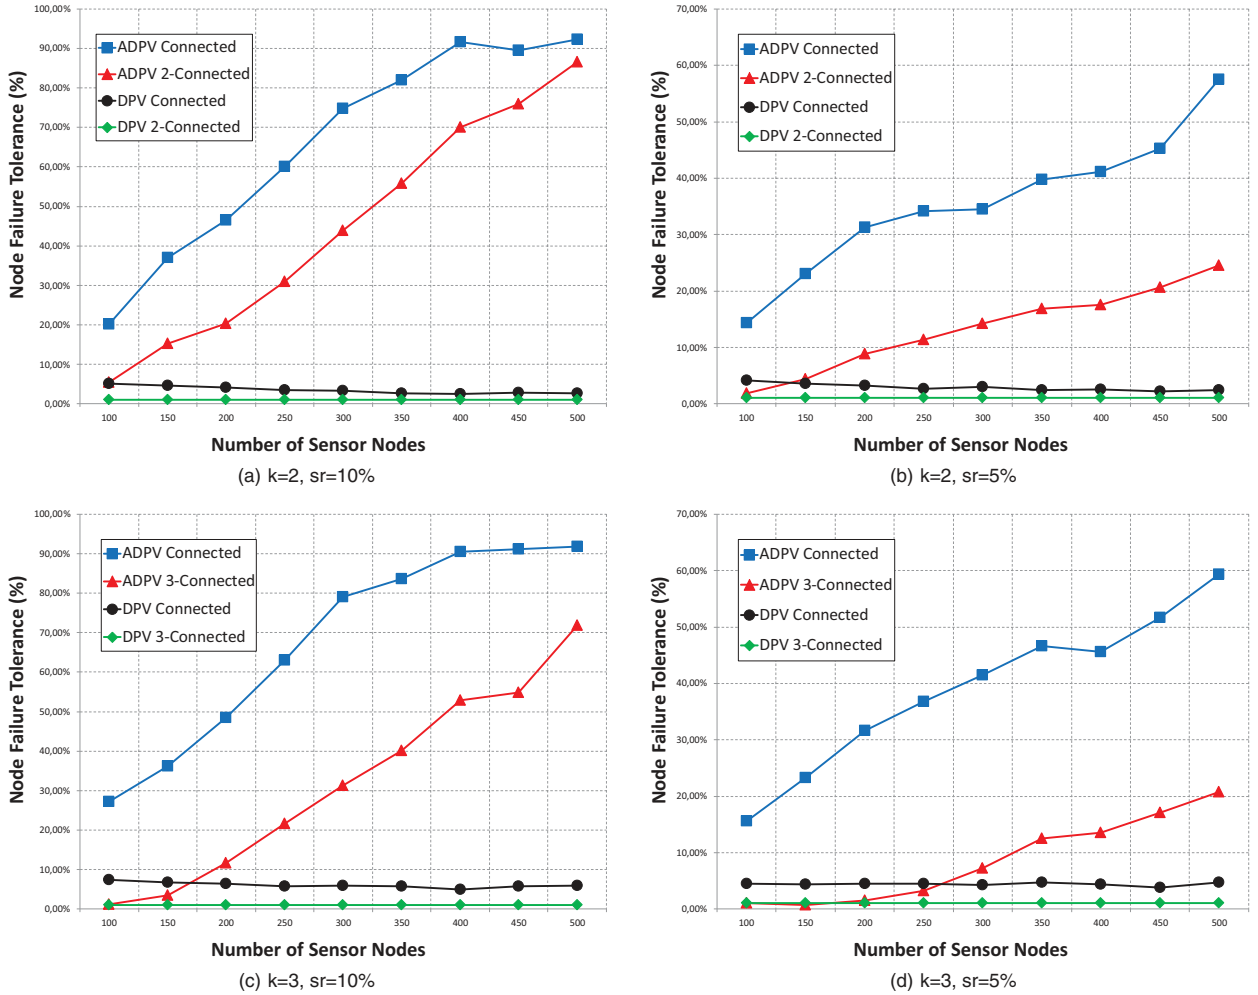 100,00%
90,00%
80,00%
70,00%
60,00%
50,00%
40,00%
30,00%
20,00%
10,00%
0,00%
Node Failure Tolerance (%)
ADPV Connected
ADPV 2-Connected
DPV Connected
DPV 2-Connected
100 150 200 250 300 350 400 450 500
Number of Sensor Nodes
(a) k=2, sr=10%
70,00%
60,00%
50,00%
40,00%
30,00%
20,00%
10,00%
0,00%
Node Failure Tolerance (%)
ADPV Connected
ADPV 2-Connected
DPV Connected
DPV 2-Connected
100 150 200 250 300 350 400 450 500
Number of Sensor Nodes
(b) k=2, sr=5%
100,00%
90,00%
80,00%
70,00%
60,00%
50,00%
40,00%
30,00%
20,00%
10,00%
0,00%
Node Failure Tolerance (%)
ADPV Connected
ADPV 3-Connected
DPV Connected
DPV 3-Connected
100 150 200 250 300 350 400 450 500
Number of Sensor Nodes
(c) k=3, sr=10%
70,00%
60,00%
50,00%
40,00%
30,00%
20,00%
10,00%
0,00%
Node Failure Tolerance (%)
ADPV Connected
ADPV 3-Connected
DPV Connected
DPV 3-Connected
100 150 200 250 300 350 400 450 500
Number of Sensor Nodes
(d) k=3, sr=5%